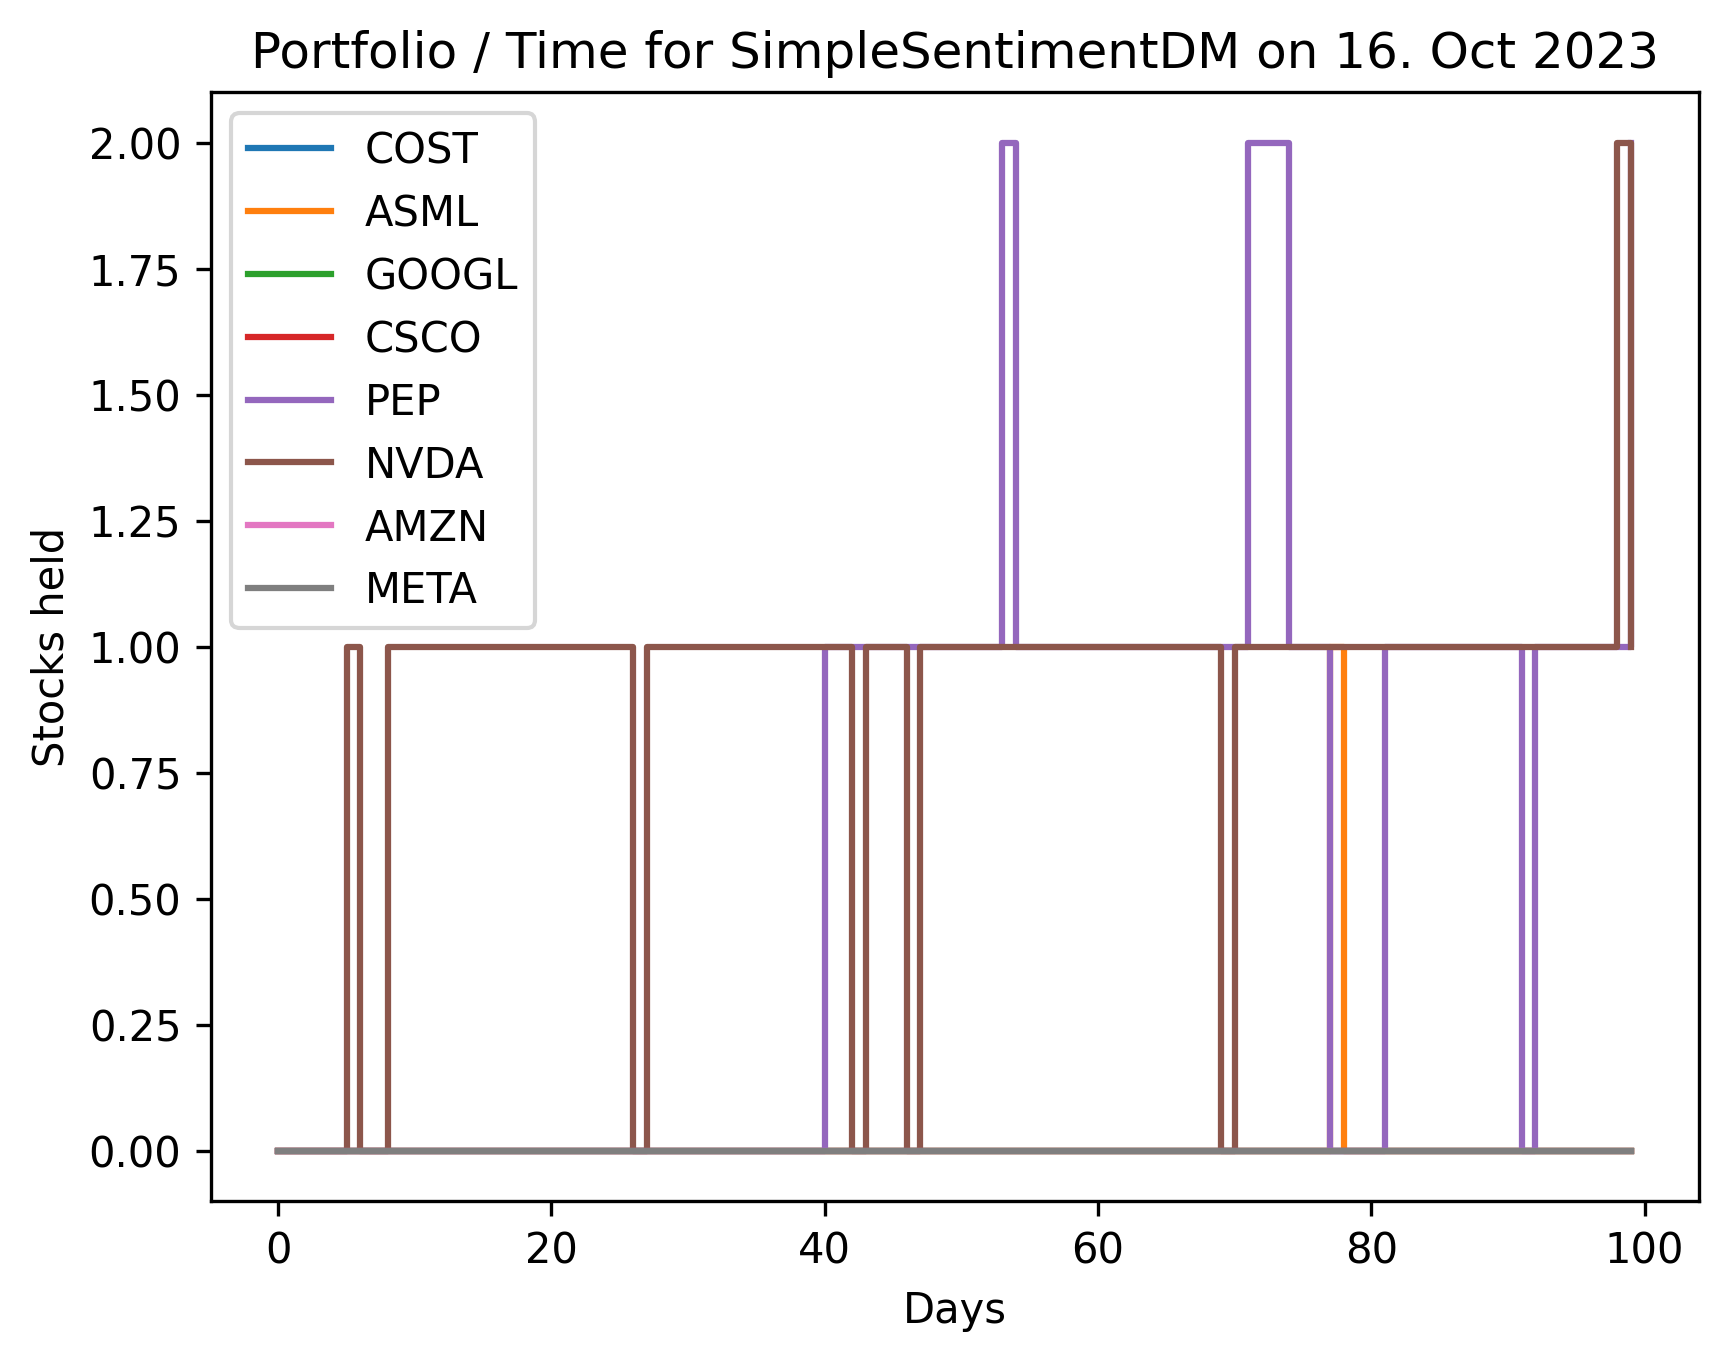 Portfolio / Time for SimpleSentimentDM on 16. Oct 2023
COST
ASML
GOOGL
CSCO
PEP
NVDA
AMZN
META
Stocks held
2.00
1.75
1.50
1.25
1.00
0.75
0.50
0.25
0.00
0 20 40 60 80 100
Days